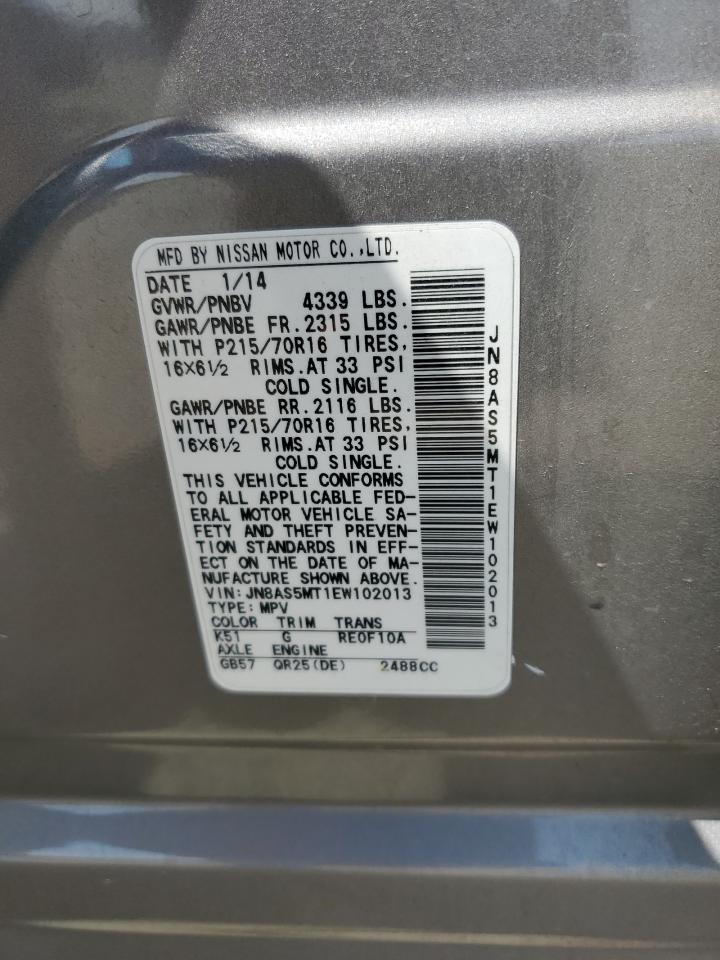 MFD BY NISSAN MOTOR CO.,LTD.
DATE 1/14
GVWR/PNBV 4339 LBS.
GAWR/PNBE FR. 2315 LBS.
WITH P215/70R16 TIRES,
16X6½ RIMS.AT 33 PSI
COLD SINGLE.
GAWR/PNBE RR. 2116 LBS.
WITH P215/70R16 TIRES,
16X6½ RIMS.AT 33 PSI
COLD SINGLE.
THIS VEHICLE CONFORMS
TO ALL APPLICABLE FED-
ERAL MOTOR VEHICLE SA-
FETY AND THEFT PREVEN-
TION STANDARDS IN EFF-
ECT ON THE DATE OF MA-
NUFACTURE SHOWN ABOVE.
VIN:JN8AS5MT1EW102013
TYPE:MPV
COLOR TRIM TRANS
K51 G RE0F10A
AXLE ENGINE
GB57 QR25(DE) 2488CC
JN8AS5MT1EW102013